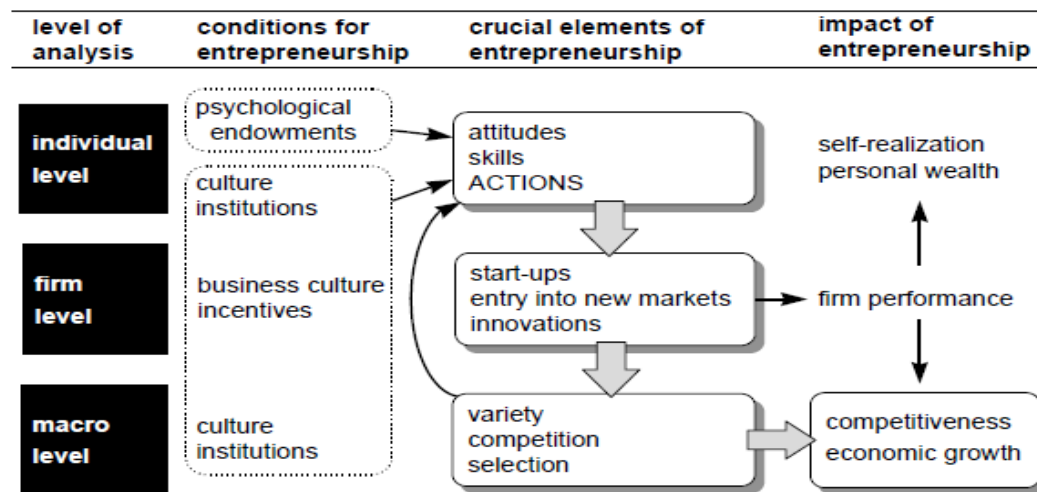 level of analysis
conditions for entrepreneurship
crucial elements of entrepreneurship
impact of entrepreneurship
individual level
psychological endowments
culture
institutions
attitudes
skills
ACTIONS
self-realization
personal wealth
firm level
business culture
incentives
start-ups
entry into new markets
innovations
firm performance
macro level
culture
institutions
variety
competition
selection
competitiveness
economic growth